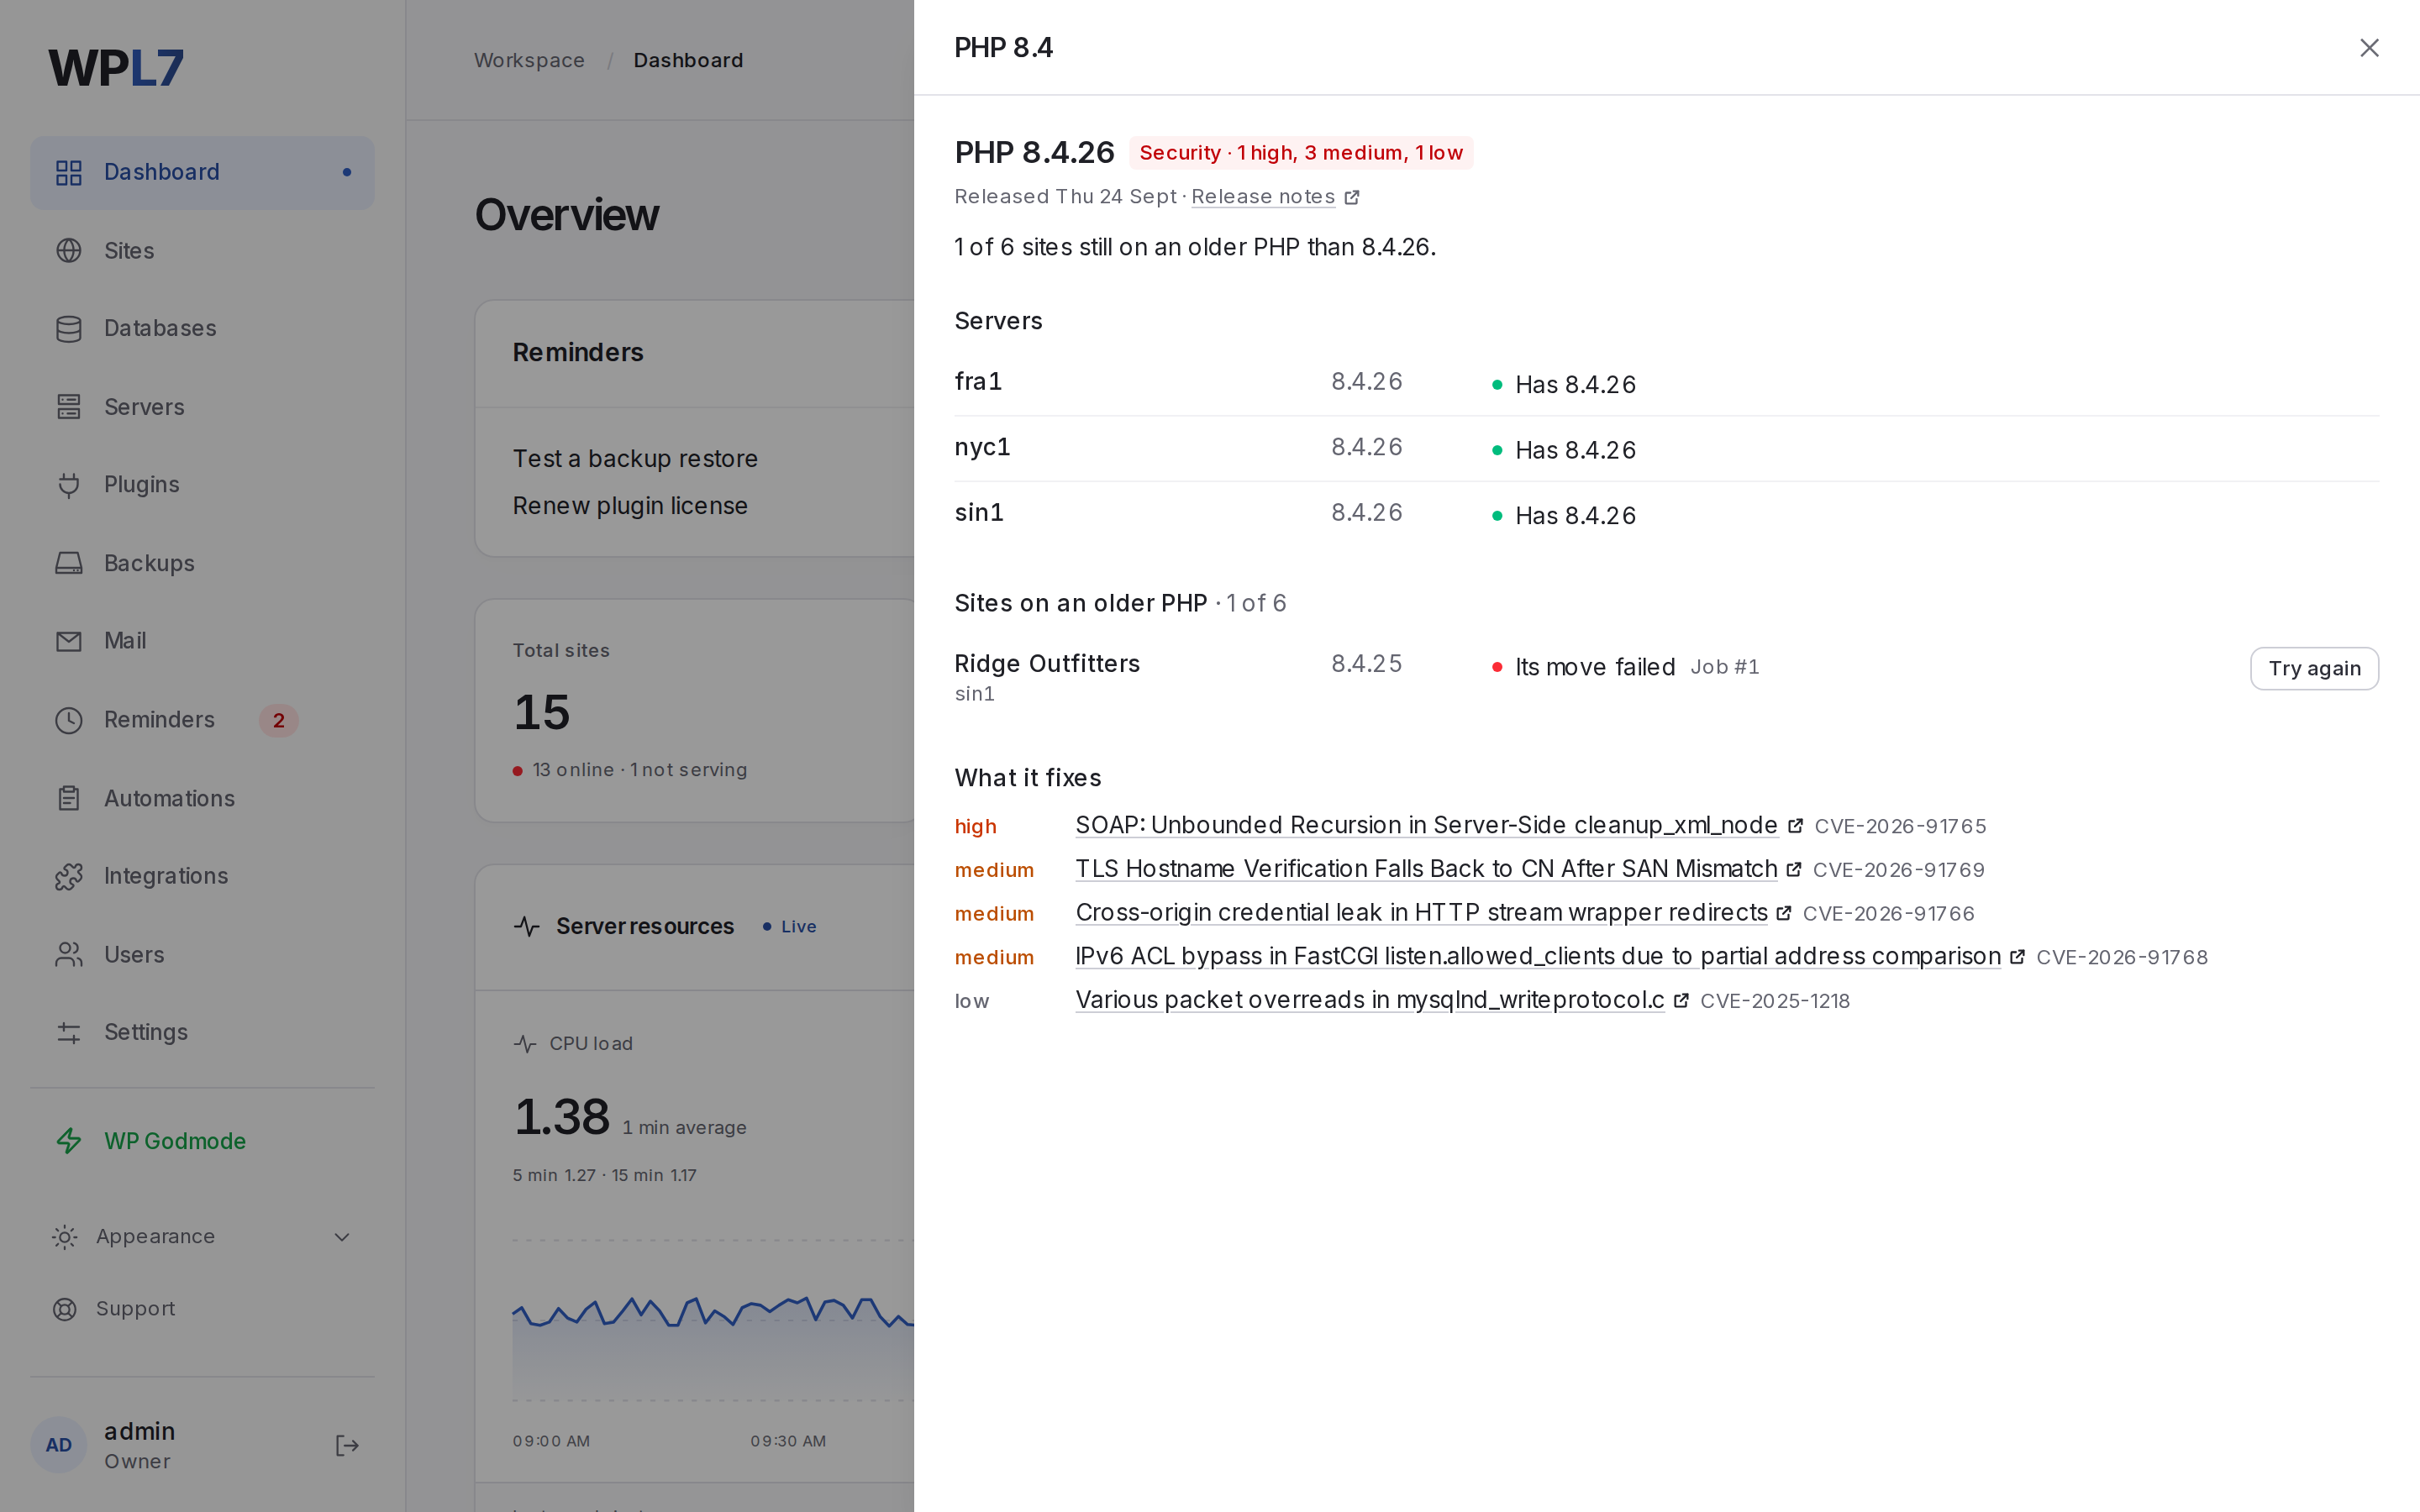 WPL7
Dashboard
Sites
Databases
Servers
Plugins
Backups
Mail
Reminders 2
Automations
Integrations
Users
Settings
WP Godmode
Appearance
Support
AD
admin
Owner
Workspace / Dashboard
Overview
Reminders
Test a backup restore
Renew plugin license
Total sites
15
13 online · 1 not serving
Server resources Live
CPU load
1.38 1 min average
5 min 1.27 · 15 min 1.17
09:00 AM 09:30 AM
PHP 8.4
PHP 8.4.26 Security · 1 high, 3 medium, 1 low
Released Thu 24 Sept · Release notes
1 of 6 sites still on an older PHP than 8.4.26.
Servers
fra1 8.4.26 Has 8.4.26
nyc1 8.4.26 Has 8.4.26
sin1 8.4.26 Has 8.4.26
Sites on an older PHP · 1 of 6
Ridge Outfitters 8.4.25 Its move failed Job #1 Try again
sin1
What it fixes
high SOAP: Unbounded Recursion in Server-Side cleanup_xml_node CVE-2026-91765
medium TLS Hostname Verification Falls Back to CN After SAN Mismatch CVE-2026-91769
medium Cross-origin credential leak in HTTP stream wrapper redirects CVE-2026-91766
medium IPv6 ACL bypass in FastCGI listen.allowed_clients due to partial address comparison CVE-2026-91768
low Various packet overreads in mysqlnd_writeprotocol.c CVE-2025-1218